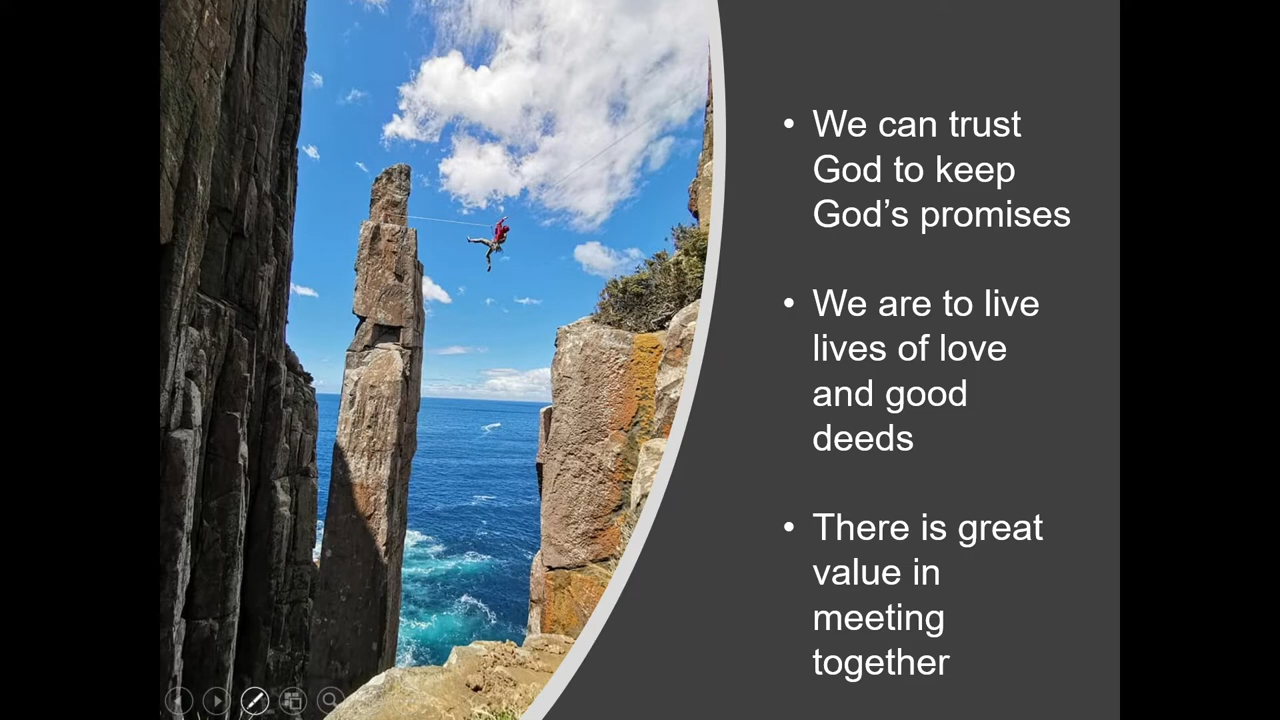 • We can trust
God to keep
God’s promises
• We are to live
lives of love
and good
deeds
• There is great
value in
meeting
together